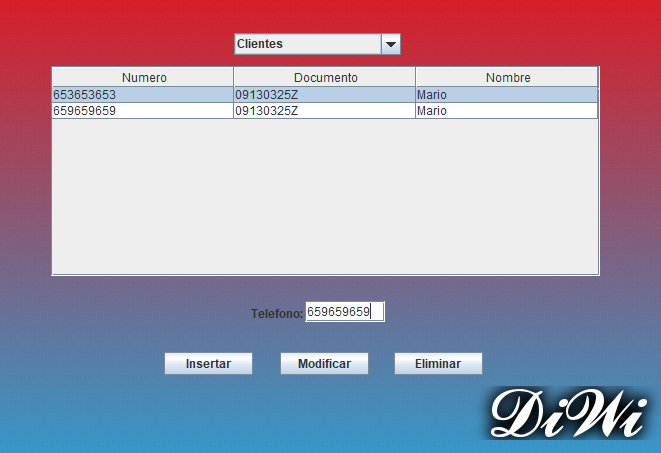 Clientes
Numero Documento Nombre
653653653 09130325Z Mario
659659659 09130325Z Mario
Telefono: 659659659
Insertar Modificar Eliminar
DiWi